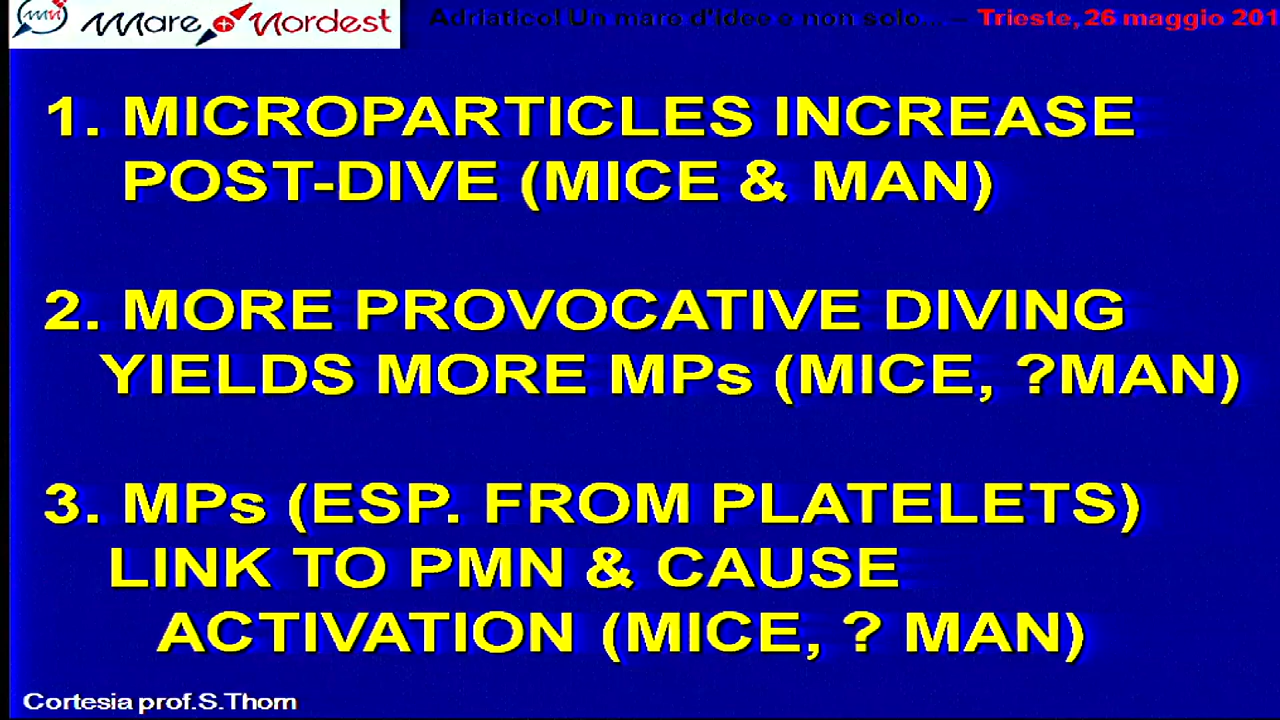 Mare Nordest
Adriatico! Un mare d'idee e non solo... – Trieste, 26 maggio 201
1. MICROPARTICLES INCREASE
POST-DIVE (MICE & MAN)
2. MORE PROVOCATIVE DIVING
YIELDS MORE MPs (MICE, ?MAN)
3. MPs (ESP. FROM PLATELETS)
LINK TO PMN & CAUSE
ACTIVATION (MICE, ? MAN)
Cortesia prof.S.Thom